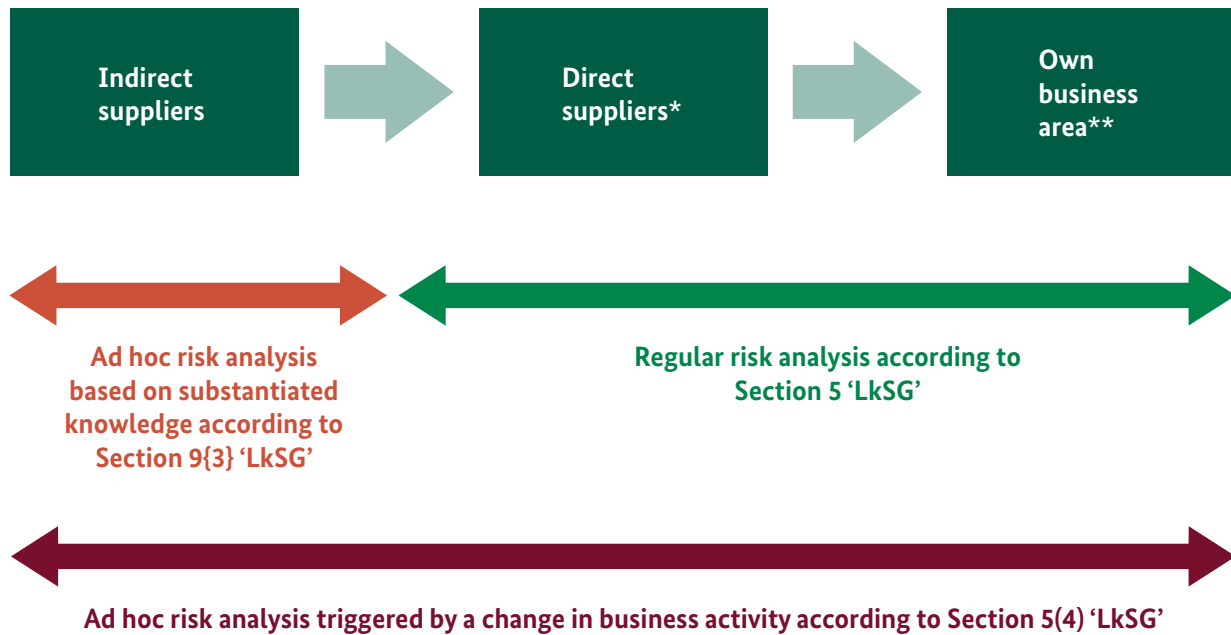 Indirect
suppliers
Direct
suppliers*
Own
business
area**
Ad hoc risk analysis
based on substantiated
knowledge according to
Section 9{3} ‘LkSG’
Regular risk analysis according to
Section 5 ‘LkSG’
Ad hoc risk analysis triggered by a change in business activity according to Section 5(4) ‘LkSG’